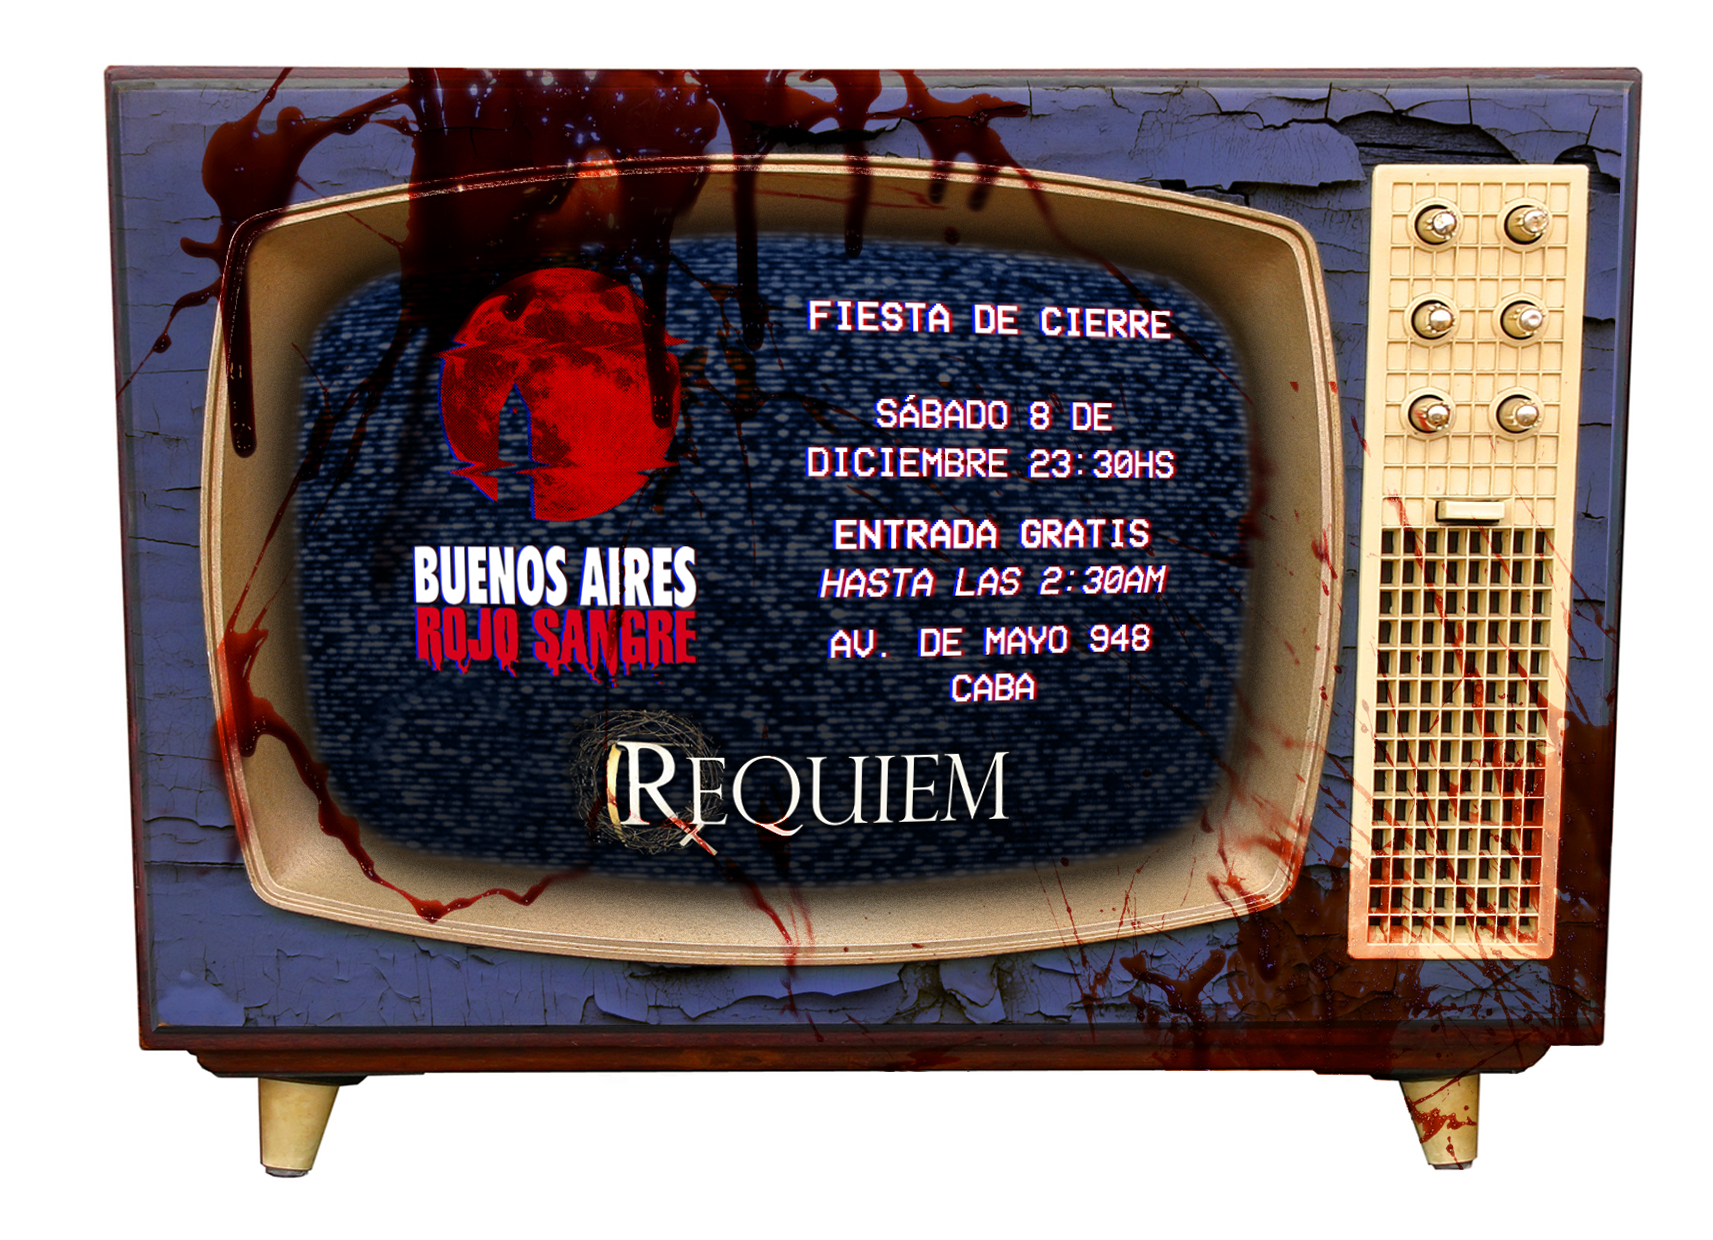 BUENOS AIRES
ROJO SANGRE
FIESTA DE CIERRE
SÁBADO 8 DE
DICIEMBRE 23:30HS
ENTRADA GRATIS
HASTA LAS 2:30AM
AV. DE MAYO 948
CABA
REQUIEM